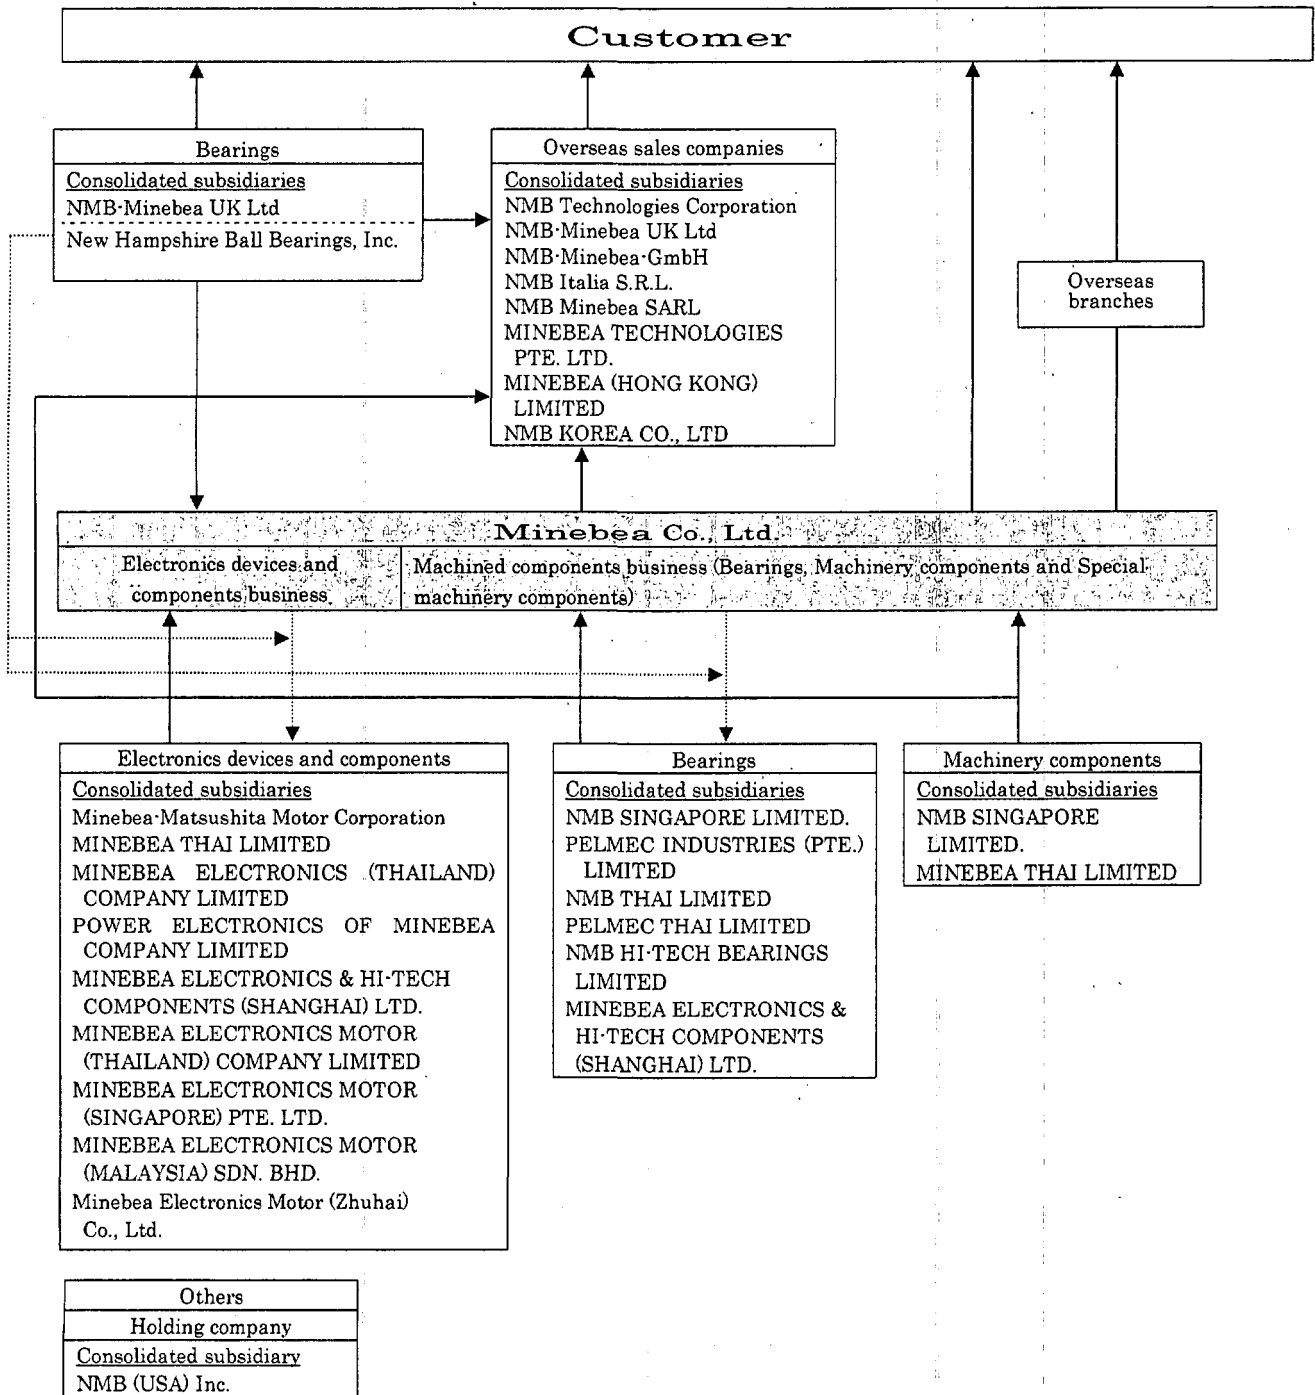 Customer
Bearings
Consolidated subsidiaries
NMB-Minebea UK Ltd
New Hampshire Ball Bearings, Inc.
Overseas sales companies
Consolidated subsidiaries
NMB Technologies Corporation
NMB-Minebea UK Ltd
NMB-Minebea-GmbH
NMB Italia S.R.L.
NMB Minebea SARL
MINEBEA TECHNOLOGIES
PTE. LTD.
MINEBEA (HONG KONG)
LIMITED
NMB KOREA CO., LTD
Overseas
branches
Minebea Co., Ltd.
Electronics devices and
components business
Machined components business (Bearings, Machinery components and Special
machinery components)
Electronics devices and components
Consolidated subsidiaries
Minebea-Matsushita Motor Corporation
MINEBEA THAI LIMITED
MINEBEA ELECTRONICS (THAILAND)
COMPANY LIMITED
POWER ELECTRONICS OF MINEBEA
COMPANY LIMITED
MINEBEA ELECTRONICS & HI-TECH
COMPONENTS (SHANGHAI) LTD.
MINEBEA ELECTRONICS MOTOR
(THAILAND) COMPANY LIMITED
MINEBEA ELECTRONICS MOTOR
(SINGAPORE) PTE. LTD.
MINEBEA ELECTRONICS MOTOR
(MALAYSIA) SDN. BHD.
Minebea Electronics Motor (Zhuhai)
Co., Ltd.
Bearings
Consolidated subsidiaries
NMB SINGAPORE LIMITED.
PELMEC INDUSTRIES (PTE.)
LIMITED
NMB THAI LIMITED
PELMEC THAI LIMITED
NMB HI-TECH BEARINGS
LIMITED
MINEBEA ELECTRONICS &
HI-TECH COMPONENTS
(SHANGHAI) LTD.
Machinery components
Consolidated subsidiaries
NMB SINGAPORE
LIMITED.
MINEBEA THAI LIMITED
Others
Holding company
Consolidated subsidiary
NMB (USA) Inc.